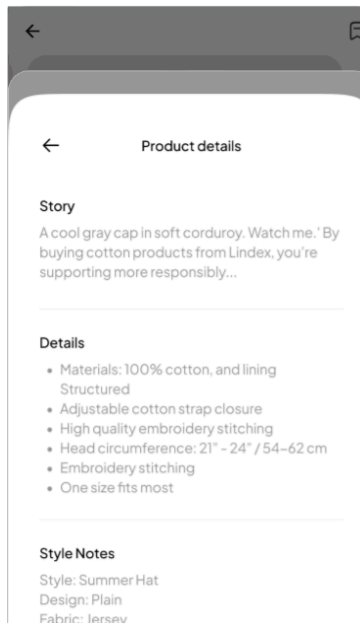 Product details
Story
A cool gray cap in soft corduroy. Watch me.' By
buying cotton products from Lindex, you're
supporting more responsibly...
Details
• Materials: 100% cotton, and lining
Structured
• Adjustable cotton strap closure
• High quality embroidery stitching
• Head circumference: 21" - 24" / 54-62 cm
• Embroidery stitching
• One size fits most
Style Notes
Style: Summer Hat
Design: Plain
Fabric: Jersey